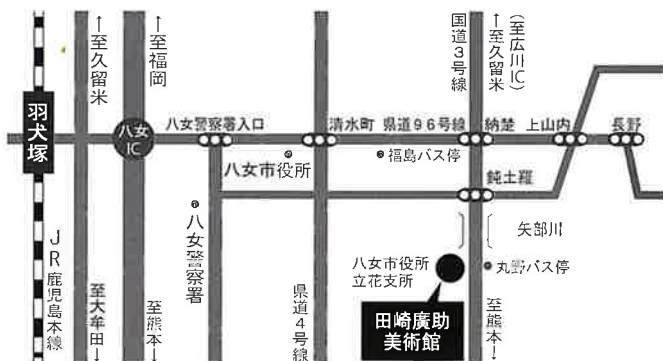 ←至久留米
←至福岡
国道3号線
←至久留米
(至広川IC)
羽犬塚
八女IC
八女警察署入口
清水町
県道96号線
納楚
上山内
長野
八女市役所
福島バス停
鈍土羅
八女警察署
矢部川
JR鹿児島本線
八女市役所
立花支所
丸野バス停
至大牟田→
至熊本→
県道4号線
田崎廣助
美術館
至熊本→